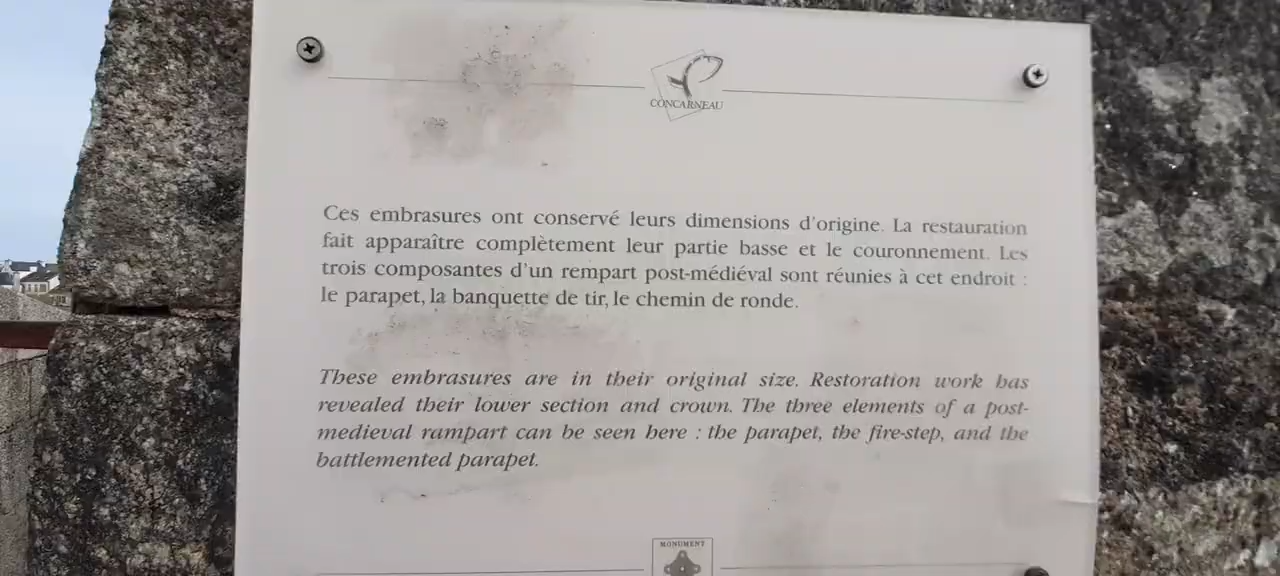 CONCARNEAU
Ces embrasures ont conservé leurs dimensions d'origine. La restauration
fait apparaître complètement leur partie basse et le couronnement. Les
trois composantes d'un rempart post-médiéval sont réunies à cet endroit :
le parapet, la banquette de tir, le chemin de ronde.
These embrasures are in their original size. Restoration work has
revealed their lower section and crown. The three elements of a post-
medieval rampart can be seen here : the parapet, the fire-step, and the
battlemented parapet.
MONUMENT